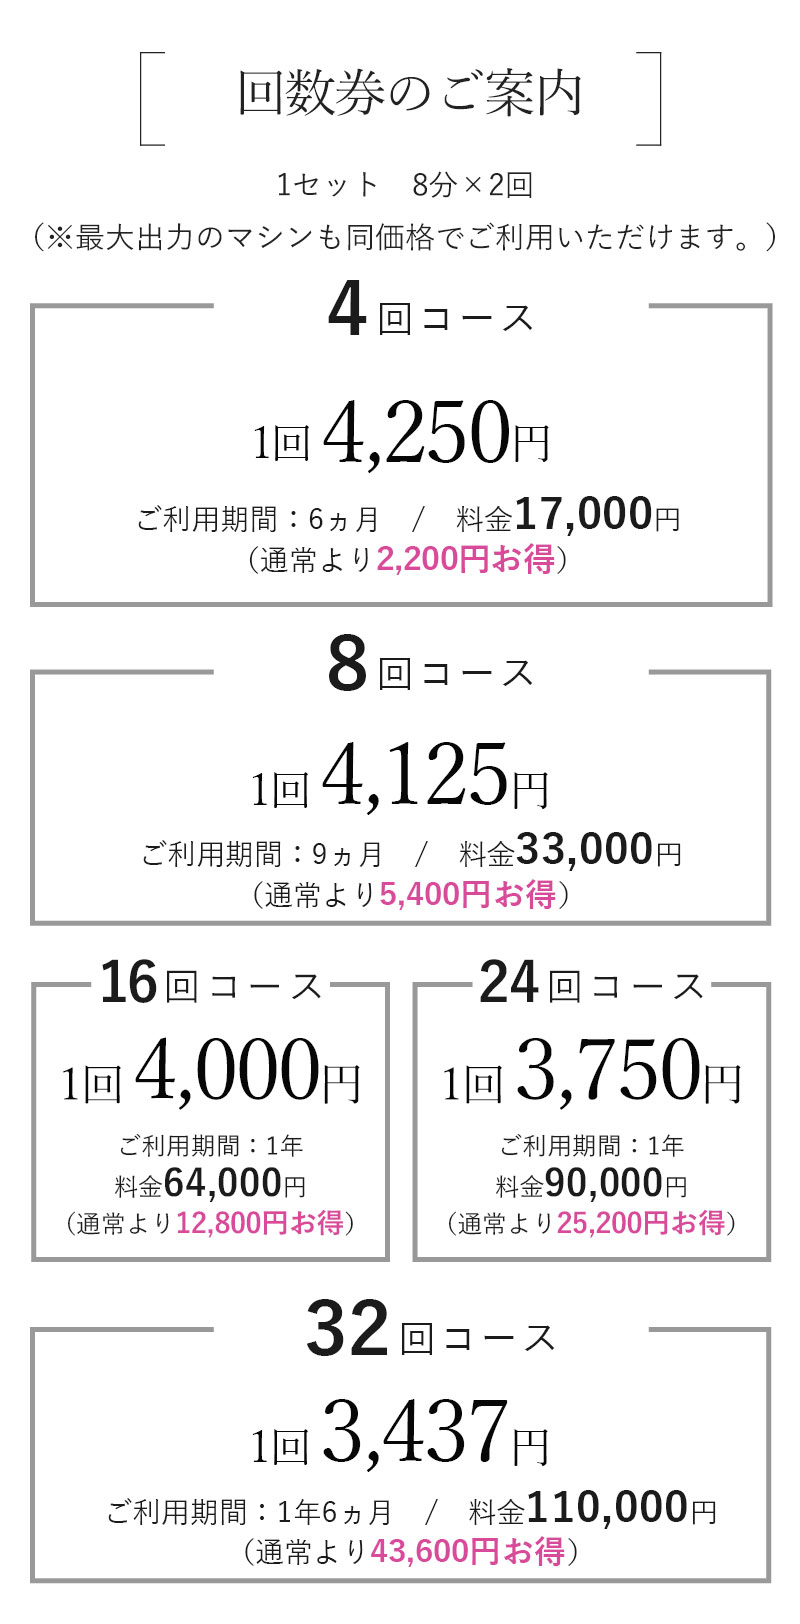 回数券のご案内
1セット　8分×2回
（※最大出力のマシンも同価格でご利用いただけます。）
4回コース
1回 4,250円
ご利用期間：6ヵ月　/　料金17,000円
（通常より2,200円お得）
8回コース
1回 4,125円
ご利用期間：9ヵ月　/　料金33,000円
（通常より5,400円お得）
16回コース
1回 4,000円
ご利用期間：1年
料金64,000円
（通常より12,800円お得）
24回コース
1回 3,750円
ご利用期間：1年
料金90,000円
（通常より25,200円お得）
32回コース
1回 3,437円
ご利用期間：1年6ヵ月　/　料金110,000円
（通常より43,600円お得）